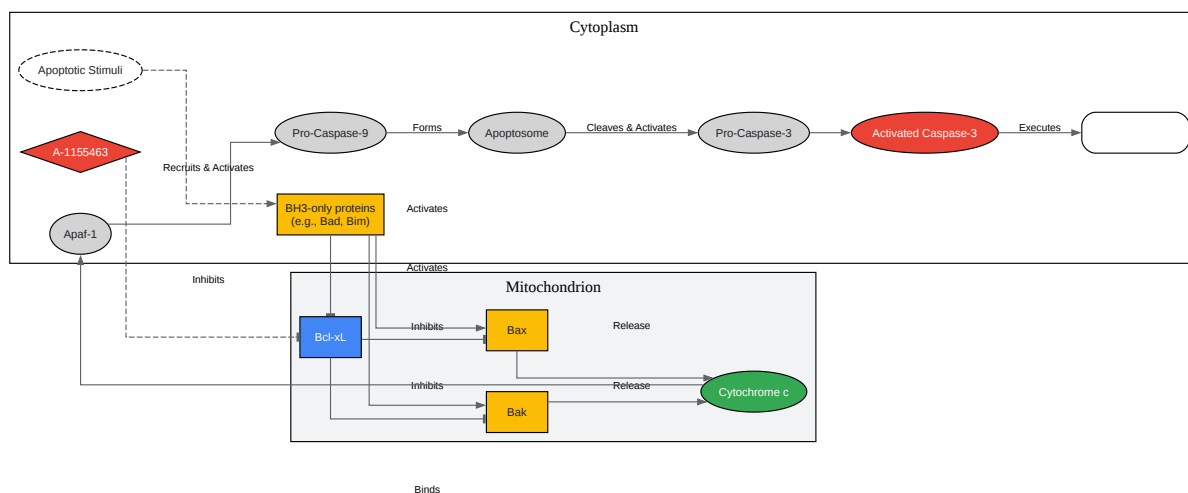 Cytoplasm
Apoptotic Stimuli
Pro-Caspase-9
Forms
Apoptosome
Cleaves & Activates
Pro-Caspase-3
Activated Caspase-3
Executes
A-1155463
Recruits & Activates
BH3-only proteins
(e.g., Bad, Bim)
Activates
Apaf-1
Activates
Inhibits
Mitochondrion
Bcl-xL
Inhibits
Bax
Release
Inhibits
Release
Cytochrome c
Bak
Binds